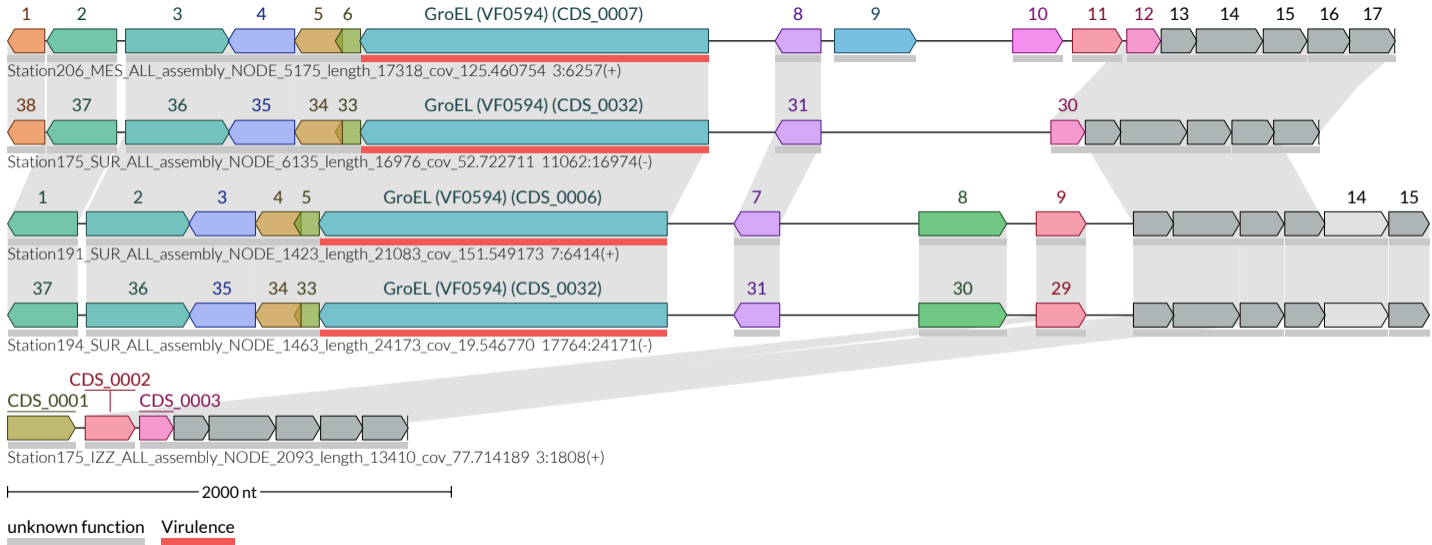 1 2 3 4 5 6 GroEL (VF0594) (CDS_0007) 8 9 10 11 12 13 14 15 16 17
Station206_MES_ALL_assembly_NODE_5175_length_17318_cov_125.460754 3:6257(+)
38 37 36 35 34 33 GroEL (VF0594) (CDS_0032) 31 30
Station175_SUR_ALL_assembly_NODE_6135_length_16976_cov_52.722711 11062:16974(-)
1 2 3 4 5 GroEL (VF0594) (CDS_0006) 7 8 9 14 15
Station191_SUR_ALL_assembly_NODE_1423_length_21083_cov_151.549173 7:6414(+)
37 36 35 34 33 GroEL (VF0594) (CDS_0032) 31 30 29
Station194_SUR_ALL_assembly_NODE_1463_length_24173_cov_19.546770 17764:24171(-)
CDS_0002
CDS_0001 CDS_0003
Station175_IZZ_ALL_assembly_NODE_2093_length_13410_cov_77.714189 3:1808(+)
2000 nt
unknown function Virulence